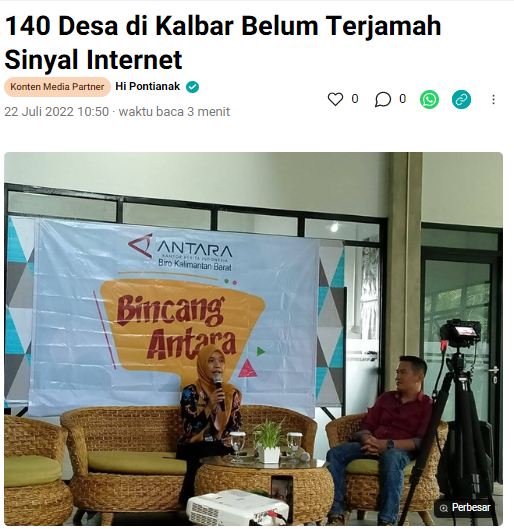 140 Desa di Kalbar Belum Terjamah
Sinyal Internet
Konten Media Partner Hi Pontianak
0 0
22 Juli 2022 10:50 · waktu baca 3 menit
ANTARA
KANTOR BERITA INDONESIA
Biro Kalimantan Barat
Bincang
Antara
Perbesar